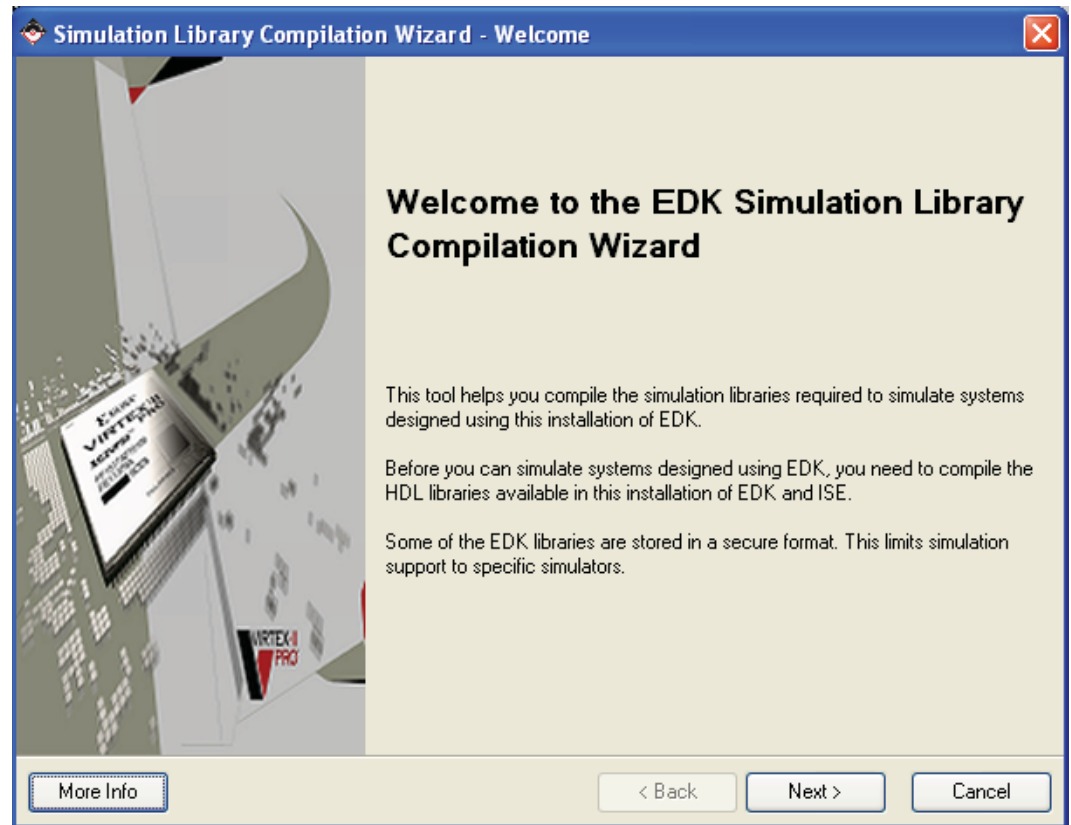 Simulation Library Compilation Wizard - Welcome
Welcome to the EDK Simulation Library
Compilation Wizard
This tool helps you compile the simulation libraries required to simulate systems
designed using this installation of EDK.
Before you can simulate systems designed using EDK, you need to compile the
HDL libraries available in this installation of EDK and ISE.
Some of the EDK libraries are stored in a secure format. This limits simulation
support to specific simulators.
VIRTEX-II
PRO
More Info
< Back
Next >
Cancel